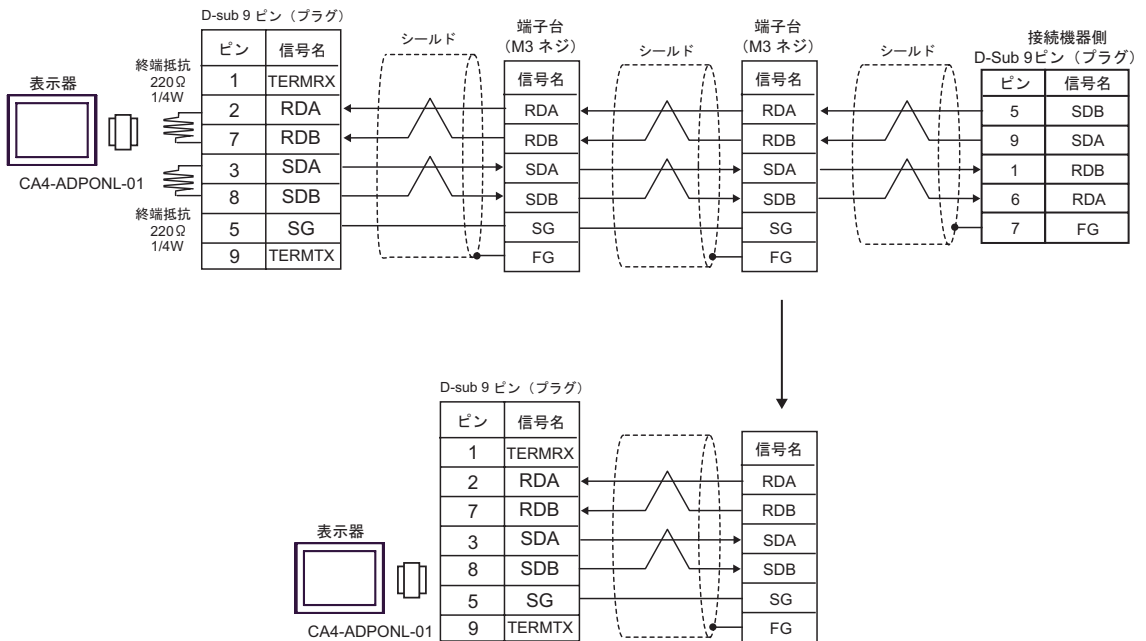 D-sub 9 ピン（プラグ）
ピン 信号名
1 TERMRX
2 RDA
7 RDB
3 SDA
8 SDB
5 SG
9 TERMTX
表示器
CA4-ADPONL-01
終端抵抗
220Ω
1/4W
終端抵抗
220Ω
1/4W
シールド
端子台
（M3 ネジ）
信号名
RDA
RDB
SDA
SDB
SG
FG
シールド
端子台
（M3 ネジ）
信号名
RDA
RDB
SDA
SDB
SG
FG
シールド
接続機器側
D-Sub 9ピン（プラグ）
ピン 信号名
5 SDB
9 SDA
1 RDB
6 RDA
7 FG
D-sub 9 ピン（プラグ）
ピン 信号名
1 TERMRX
2 RDA
7 RDB
3 SDA
8 SDB
5 SG
9 TERMTX
表示器
CA4-ADPONL-01
信号名
RDA
RDB
SDA
SDB
SG
FG